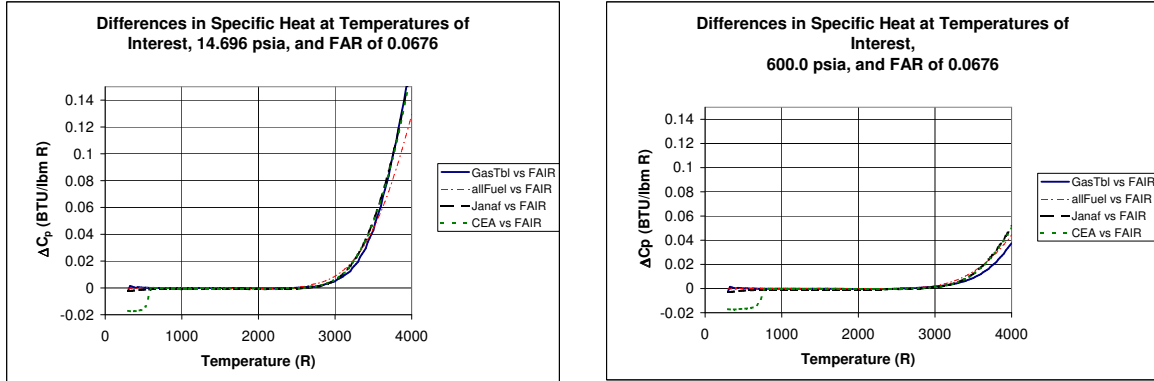 Differences in Specific Heat at Temperatures of
Interest, 14.696 psia, and FAR of 0.0676
0.14
0.12
0.1
0.08
0.06
0.04
0.02
0
-0.02
ΔCp (BTU/lbm R)
0
1000
2000
3000
4000
Temperature (R)
GasTbl vs FAIR
allFuel vs FAIR
Janaf vs FAIR
CEA vs FAIR
Differences in Specific Heat at Temperatures of
Interest,
600.0 psia, and FAR of 0.0676
0.14
0.12
0.1
0.08
0.06
0.04
0.02
0
-0.02
ΔCp (BTU/lbm R)
0
1000
2000
3000
4000
Temperature (R)
GasTbl vs FAIR
allFuel vs FAIR
Janaf vs FAIR
CEA vs FAIR